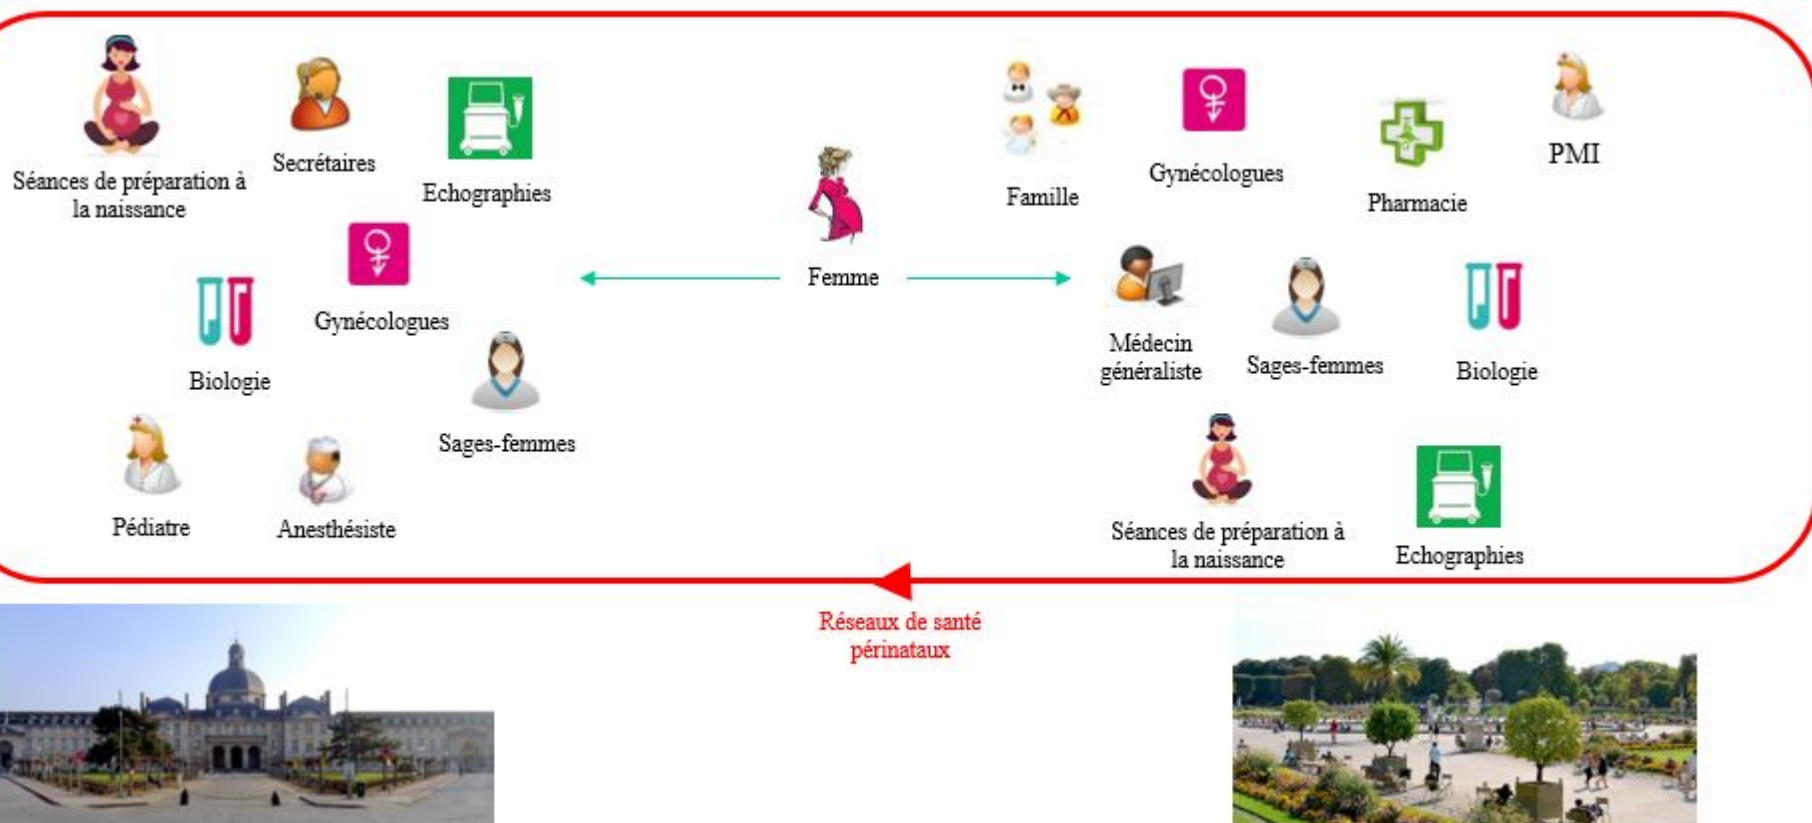 Séances de préparation à
la naissance
Secrétaires
Echographies
Gynécologues
Biologie
Sages-femmes
Pédiatre
Anesthésiste
Femme
Famille
Gynécologues
Pharmacie
PMI
Médecin
généraliste
Sages-femmes
Biologie
Séances de préparation à
la naissance
Echographies
Réseaux de santé
périnataux